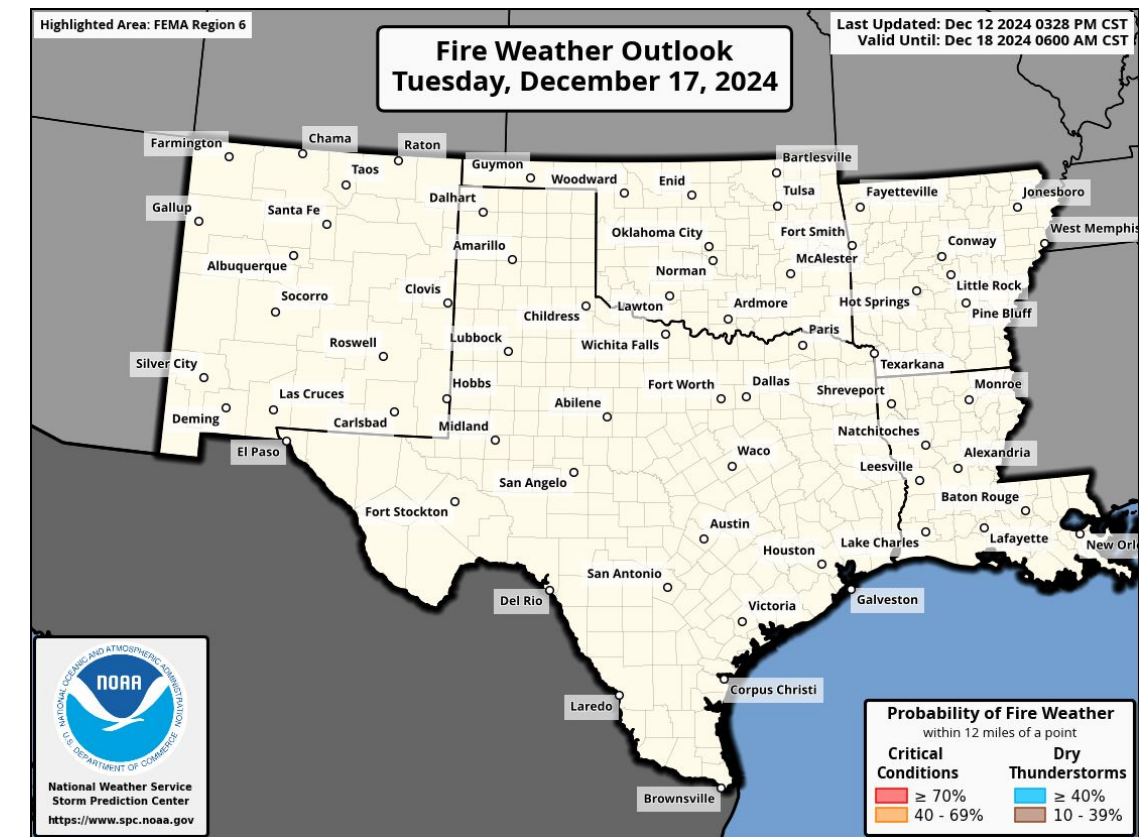 Highlighted Area: FEMA Region 6
Last Updated: Dec 12 2024 0328 PM CST
Valid Until: Dec 18 2024 0600 AM CST
Fire Weather Outlook
Tuesday, December 17, 2024
Farmington
Chama
Raton
Taos
Guymon
Woodward
Enid
Bartlesville
Tulsa
Fayetteville
Jonesboro
Gallup
Santa Fe
Dalhart
Oklahoma City
Fort Smith
West Memphis
Albuquerque
Amarillo
Norman
McAlester
Conway
Socorro
Clovis
Childress
Lawton
Ardmore
Hot Springs
Little Rock
Pine Bluff
Roswell
Lubbock
Wichita Falls
Paris
Texarkana
Silver City
Las Cruces
Hobbs
Abilene
Fort Worth
Dallas
Shreveport
Monroe
Deming
Carlsbad
Midland
Natchitoches
El Paso
Waco
Alexandria
San Angelo
Leesville
Fort Stockton
Baton Rouge
Austin
Lake Charles
Lafayette
New Orl
Houston
San Antonio
Del Rio
Victoria
Galveston
Corpus Christi
Laredo
Brownsville
NATIONAL OCEANIC AND ATMOSPHERIC ADMINISTRATION
NOAA
U.S. DEPARTMENT OF COMMERCE
National Weather Service
Storm Prediction Center
https://www.spc.noaa.gov
Probability of Fire Weather
within 12 miles of a point
Critical Conditions
≥ 70%
40 - 69%
Dry Thunderstorms
≥ 40%
10 - 39%